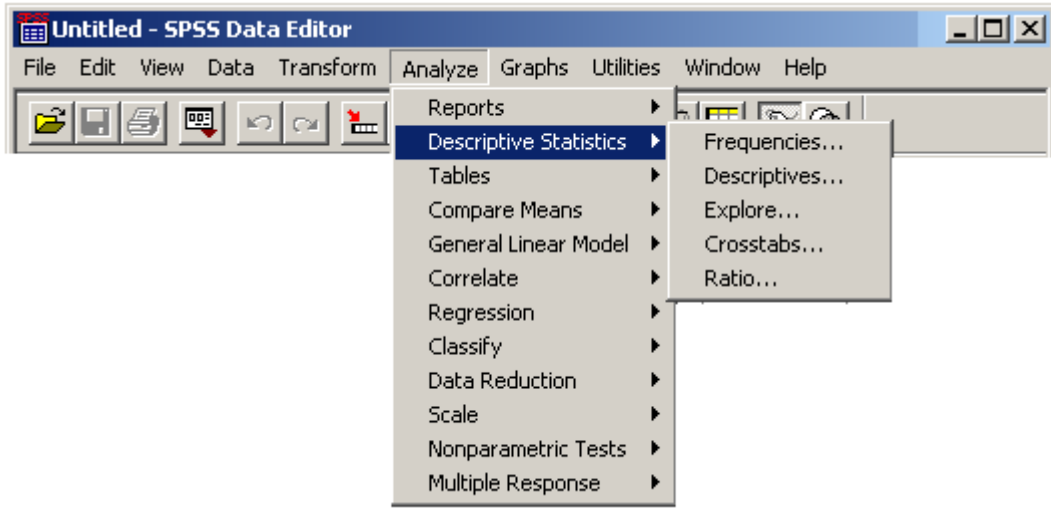 SPSS
Untitled - SPSS Data Editor
File Edit View Data Transform Analyze Graphs Utilities Window Help
Reports
Descriptive Statistics
Tables
Compare Means
General Linear Model
Correlate
Regression
Classify
Data Reduction
Scale
Nonparametric Tests
Multiple Response
Frequencies...
Descriptives...
Explore...
Crosstabs...
Ratio...